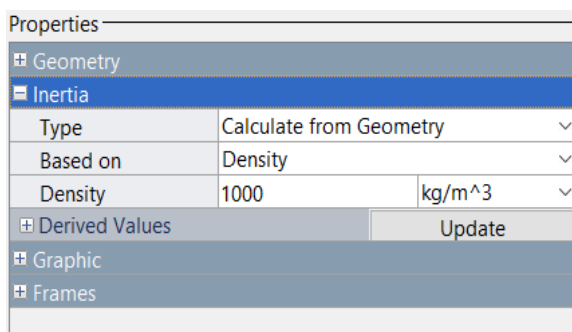 Properties
Geometry
Inertia
Type Calculate from Geometry
Based on Density
Density 1000 kg/m^3
Derived Values Update
Graphic
Frames